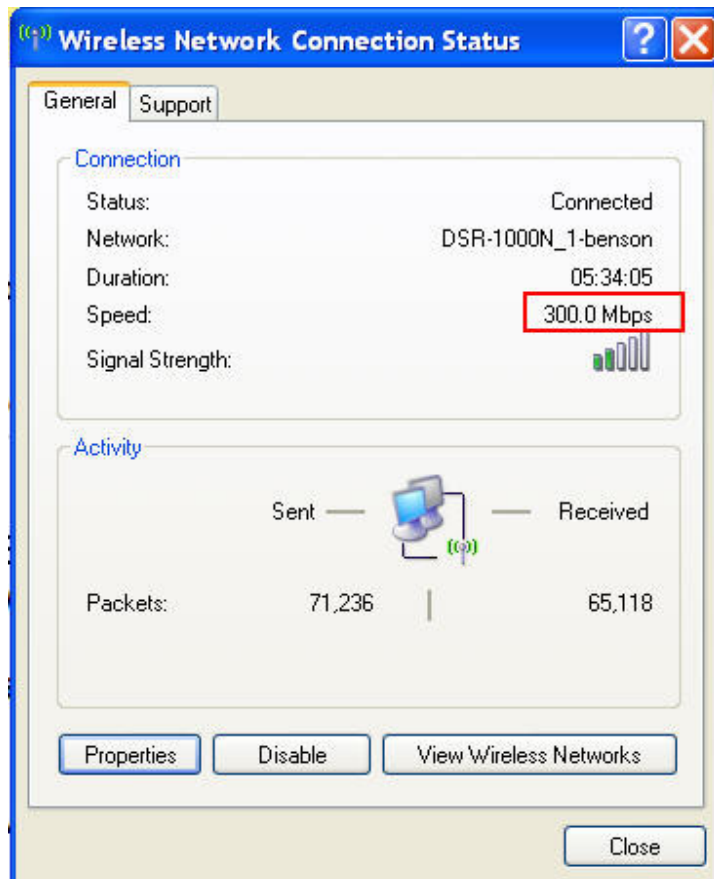 Wireless Network Connection Status
General Support
Connection
Status: Connected
Network: DSR-1000N_1-benson
Duration: 05:34:05
Speed: 300.0 Mbps
Signal Strength:
Activity
Sent Received
Packets: 71,236 65,118
Properties Disable View Wireless Networks
Close